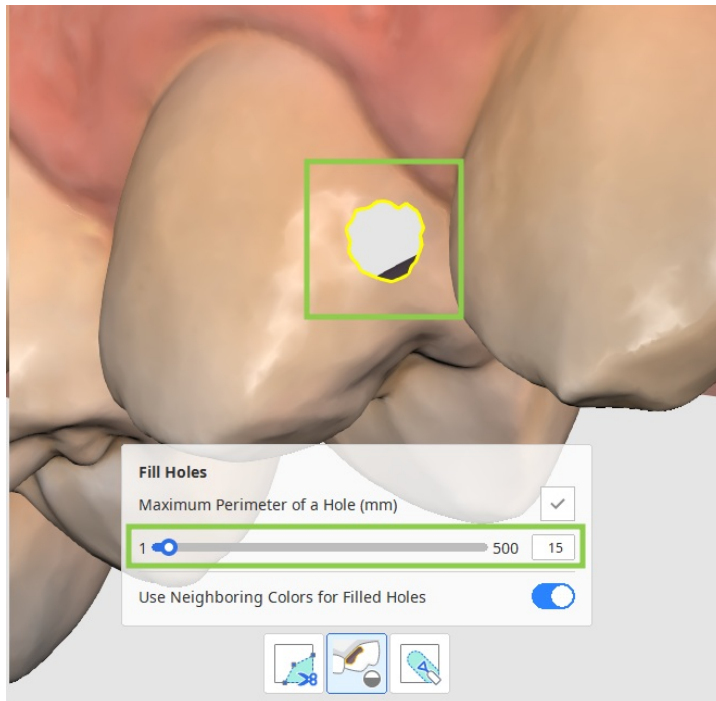 Fill Holes
Maximum Perimeter of a Hole (mm)
1 500 15
Use Neighboring Colors for Filled Holes